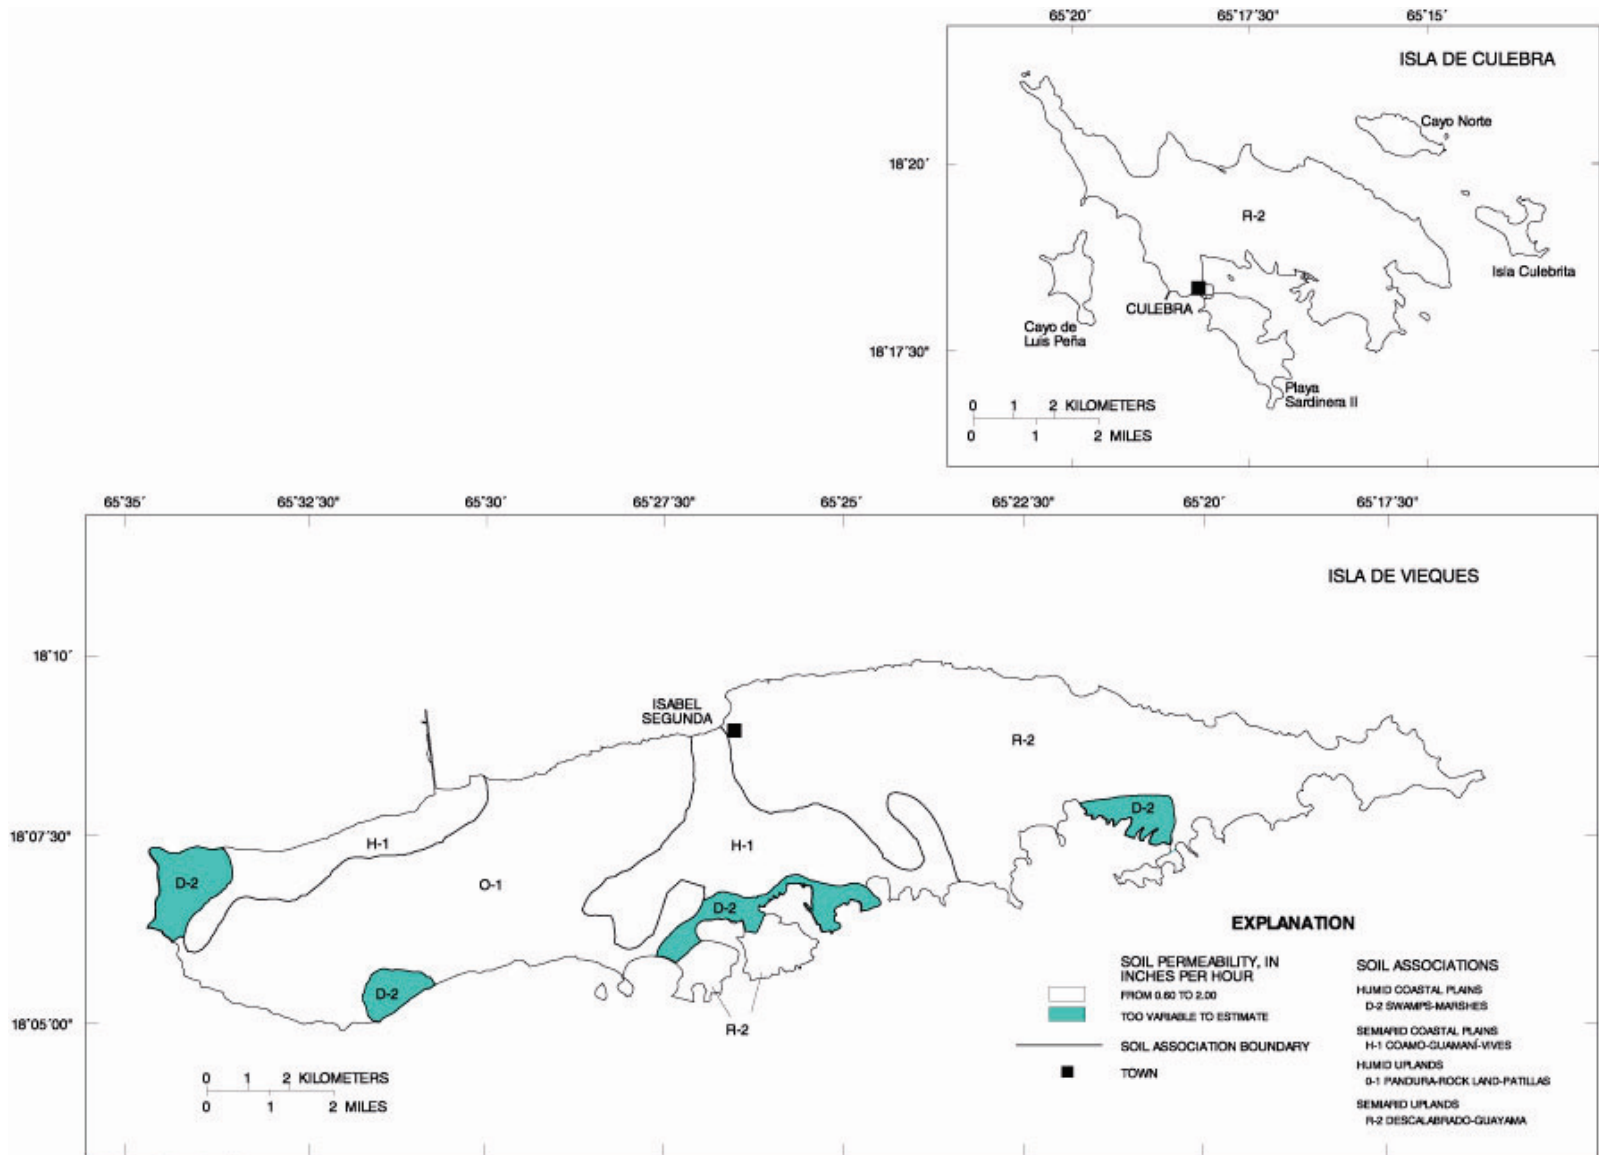 65°20'
65°17'30"
65°15'
ISLA DE CULEBRA
Cayo Norte
18°20'
R-2
Isla Culebrita
CULEBRA
Cayo de
Luis Peña
18°17'30"
Playa
Sardinera II
0 1 2 KILOMETERS
0 1 2 MILES
65°35'
65°32'30"
65°30'
65°27'30"
65°25'
65°22'30"
65°20'
65°17'30"
ISLA DE VIEQUES
18°10'
ISABEL
SEGUNDA
R-2
D-2
18°07'30"
H-1
H-1
D-2
O-1
D-2
D-2
18°05'00"
R-2
0 1 2 KILOMETERS
0 1 2 MILES
EXPLANATION
SOIL PERMEABILITY, IN
INCHES PER HOUR
FROM 0.60 TO 2.00
TOO VARIABLE TO ESTIMATE
SOIL ASSOCIATION BOUNDARY
TOWN
SOIL ASSOCIATIONS
HUMID COASTAL PLAINS
D-2 SWAMPS-MARSHES
SEMIARID COASTAL PLAINS
H-1 COAMO-GUAMANÍ-VIVES
HUMID UPLANDS
0-1 PANDURA-ROCK LAND-PATILLAS
SEMIARID UPLANDS
R-2 DESCALABRADO-GUAYAMA